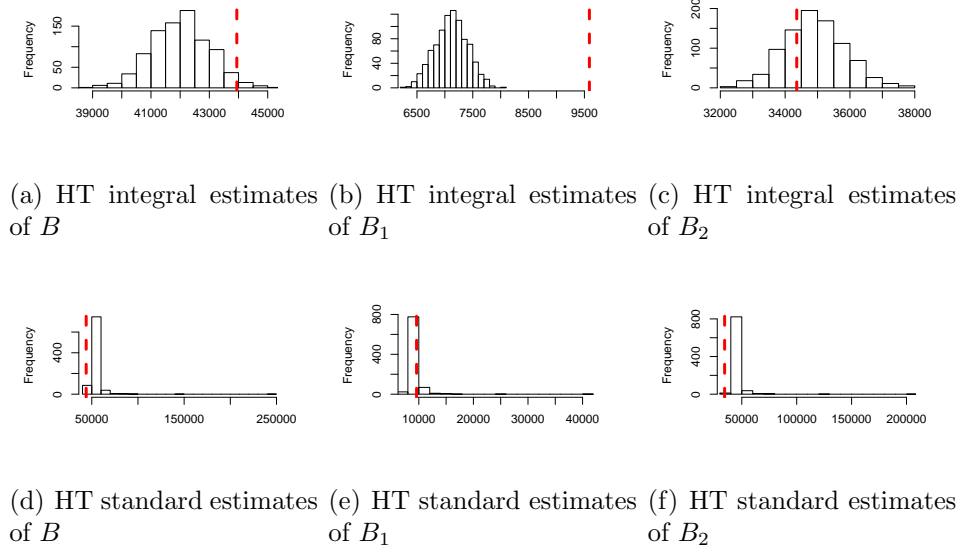 Frequency
0
50
150
39000 41000 43000 45000
Frequency
0
40
80
6500 7500 8500 9500
Frequency
0
50
100
200
32000 34000 36000 38000
(a) HT integral estimates of B
(b) HT integral estimates of B1
(c) HT integral estimates of B2
Frequency
0
400
50000 150000 250000
Frequency
0
400
800
10000 20000 30000 40000
Frequency
0
400
800
50000 100000 150000 200000
(d) HT standard estimates of B
(e) HT standard estimates of B1
(f) HT standard estimates of B2